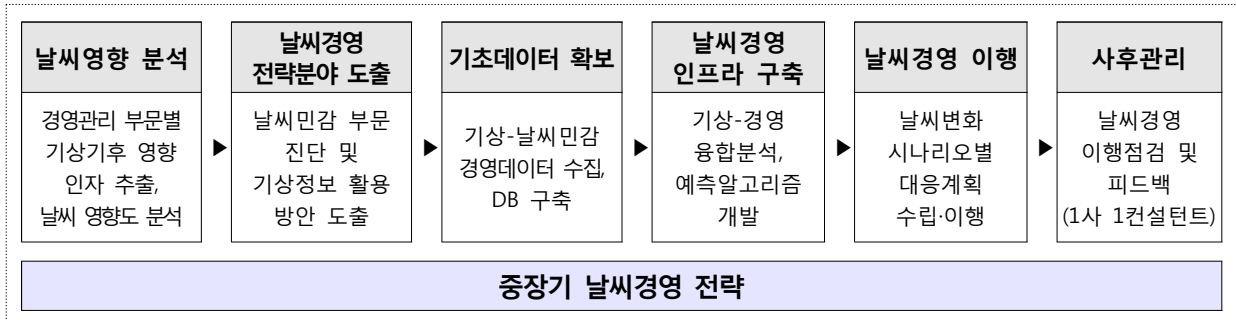 날씨영향 분석
경영관리 부문별
기상기후 영향
인자 추출,
날씨 영향도 분석
▶
날씨경영
전략분야 도출
날씨민감 부문
진단 및
기상정보 활용
방안 도출
▶
기초데이터 확보
기상-날씨민감
경영데이터 수집,
DB 구축
▶
날씨경영
인프라 구축
기상-경영
융합분석,
예측알고리즘
개발
▶
날씨경영 이행
날씨변화
시나리오별
대응계획
수립·이행
▶
사후관리
날씨경영
이행점검 및
피드백
(1사 1컨설턴트)
중장기 날씨경영 전략